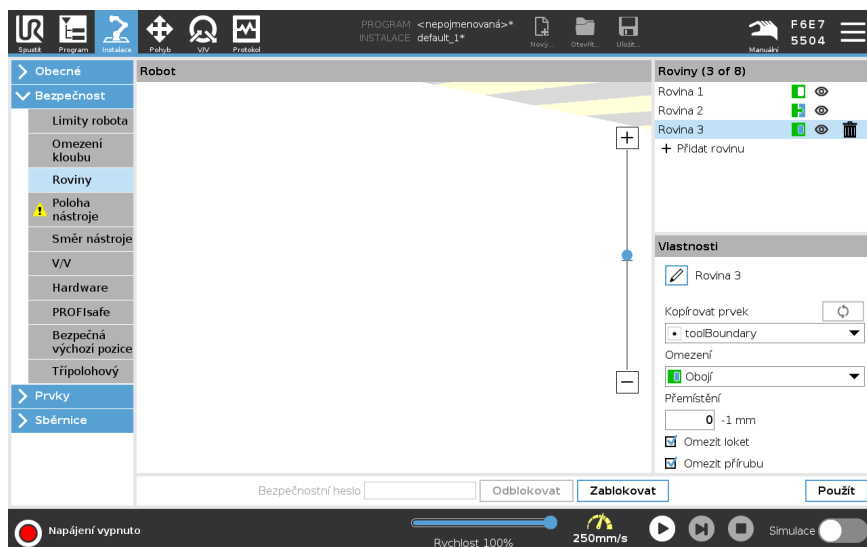 PROGRAM <nepojmenovaná>*
INSTALACE default_1*
F6E7
5504
Spustit Program Instalace Pohyb V/V Protokol Nový... Otevřít... Uložit... Manuální
Obecné
Bezpečnost
Limity robota
Omezení
kloubu
Roviny
Poloha
nástroje
Směr nástroje
V/V
Hardware
PROFIsafe
Bezpečná
výchozí pozice
Třípolohový
Prvky
Sběrnice
Robot
Roviny (3 of 8)
Rovina 1
Rovina 2
Rovina 3
+ Přidat rovinu
Vlastnosti
Rovina 3
Kopírovat prvek
toolBoundary
Omezení
Obojí
Přemístění
0 -1 mm
Omezit loket
Omezit přírubu
Bezpečnostní heslo Odblokovat Zablokovat Použít
Napájení vypnuto
Rychlost 100%
250mm/s
Simulace